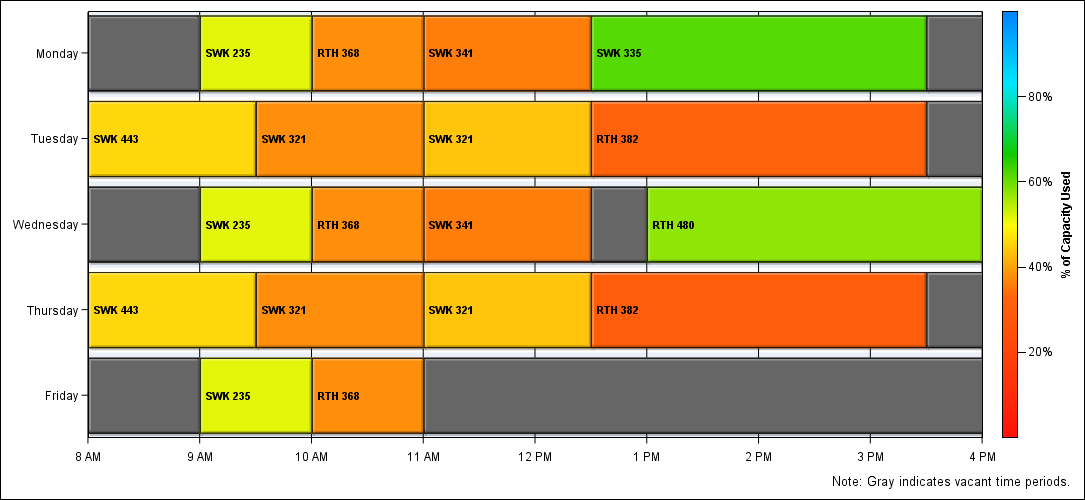 Monday
SWK 235
RTH 368
SWK 341
SWK 335
Tuesday
SWK 443
SWK 321
SWK 321
RTH 382
Wednesday
SWK 235
RTH 368
SWK 341
RTH 480
Thursday
SWK 443
SWK 321
SWK 321
RTH 382
Friday
SWK 235
RTH 368
8 AM
9 AM
10 AM
11 AM
12 PM
1 PM
2 PM
3 PM
4 PM
80%
60%
40%
20%
% of Capacity Used
Note: Gray indicates vacant time periods.